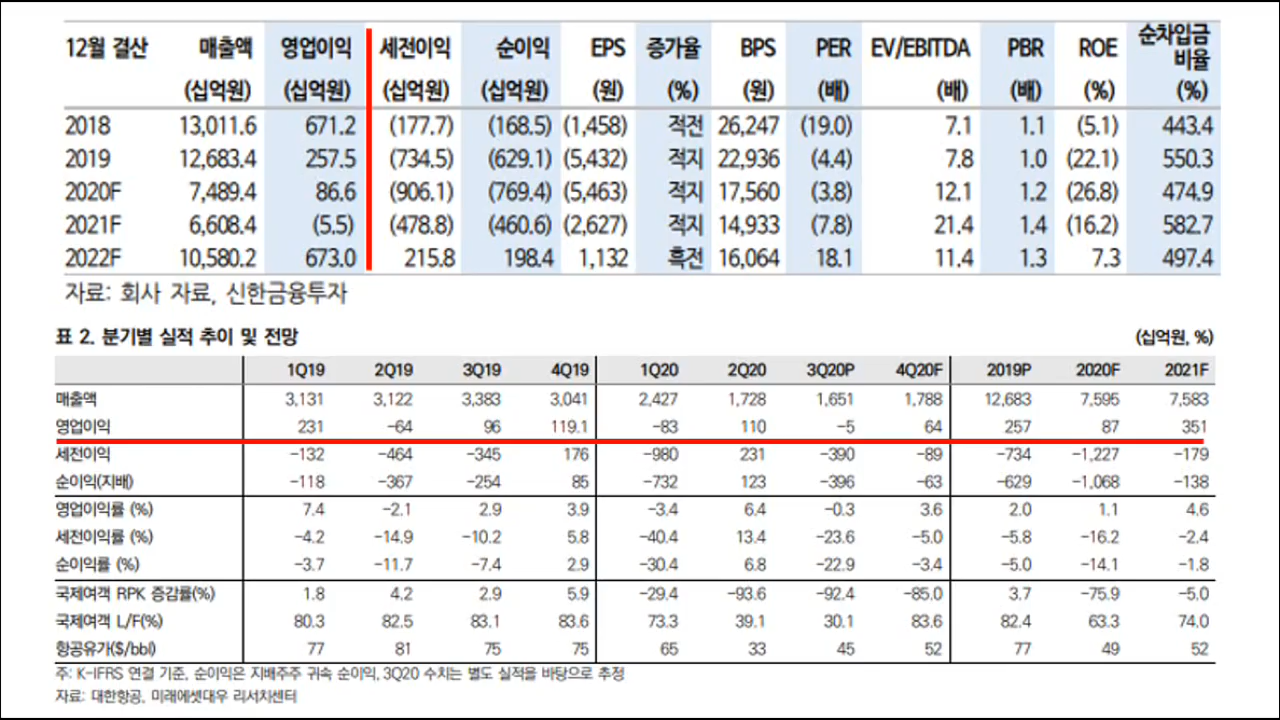 12월 결산 매출액 영업이익 세전이익 순이익 EPS 증가율 BPS PER EV/EBITDA PBR ROE 순차입금 비율
(십억원) (십억원) (십억원) (십억원) (원) (%) (원) (배) (배) (배) (%) (%)
2018 13,011.6 671.2 (177.7) (168.5) (1,458) 적전 26,247 (19.0) 7.1 1.1 (5.1) 443.4
2019 12,683.4 257.5 (734.5) (629.1) (5,432) 적지 22,936 (4.4) 7.8 1.0 (22.1) 550.3
2020F 7,489.4 86.6 (906.1) (769.4) (5,463) 적지 17,560 (3.8) 12.1 1.2 (26.8) 474.9
2021F 6,608.4 (5.5) (478.8) (460.6) (2,627) 적지 14,933 (7.8) 21.4 1.4 (16.2) 582.7
2022F 10,580.2 673.0 215.8 198.4 1,132 흑전 16,064 18.1 11.4 1.3 7.3 497.4
자료: 회사 자료, 신한금융투자
표 2. 분기별 실적 추이 및 전망 (십억원, %)
1Q19 2Q19 3Q19 4Q19 1Q20 2Q20 3Q20P 4Q20F 2019P 2020F 2021F
매출액 3,131 3,122 3,383 3,041 2,427 1,728 1,651 1,788 12,683 7,595 7,583
영업이익 231 -64 96 119.1 -83 110 -5 64 257 87 351
세전이익 -132 -464 -345 176 -980 231 -390 -89 -734 -1,227 -179
순이익(지배) -118 -367 -254 85 -732 123 -396 -63 -629 -1,068 -138
영업이익률 (%) 7.4 -2.1 2.9 3.9 -3.4 6.4 -0.3 3.6 2.0 1.1 4.6
세전이익률 (%) -4.2 -14.9 -10.2 5.8 -40.4 13.4 -23.6 -5.0 -5.8 -16.2 -2.4
순이익률 (%) -3.7 -11.7 -7.4 2.9 -30.4 6.8 -22.9 -3.4 -5.0 -14.1 -1.8
국제여객 RPK 증감률(%) 1.8 4.2 2.9 5.9 -29.4 -93.6 -92.4 -85.0 3.7 -75.9 -5.0
국제여객 L/F(%) 80.3 82.5 83.1 83.6 73.3 39.1 30.1 83.6 82.4 63.3 74.0
항공유가($/bbl) 77 81 75 75 65 33 45 52 77 49 52
주: K-IFRS 연결 기준, 순이익은 지배주주 귀속 순이익, 3Q20 수치는 별도 실적을 바탕으로 추정
자료: 대한항공, 미래에셋대우 리서치센터